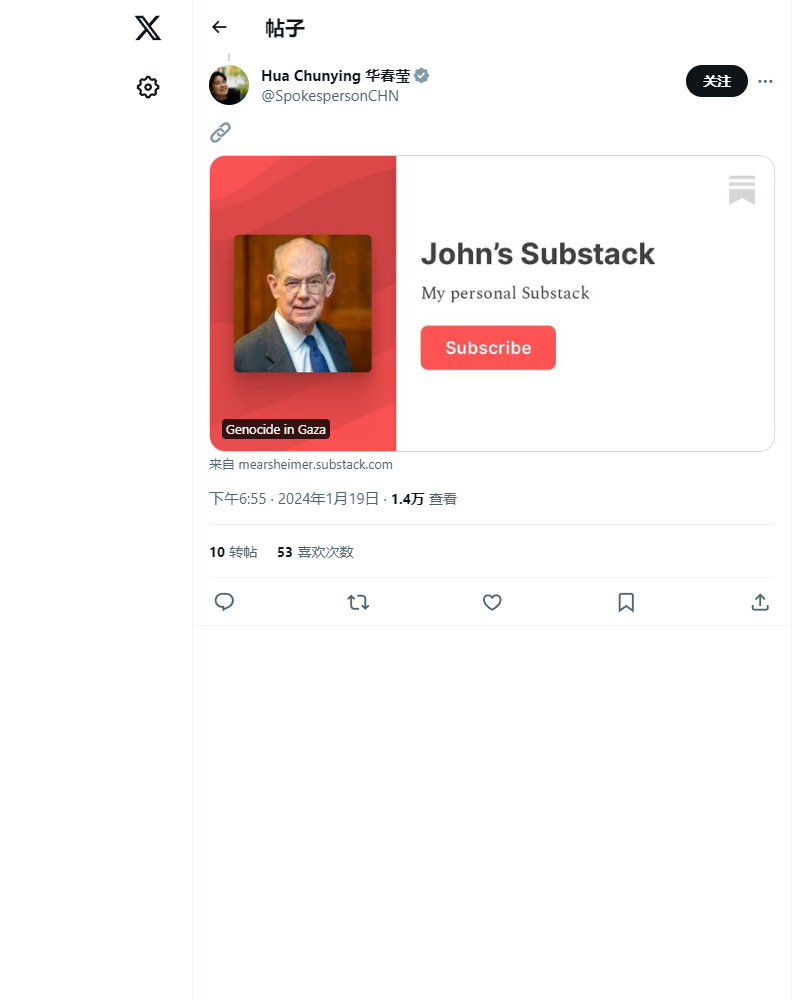 帖子
Hua Chunying 华春莹
关注
@SpokespersonCHN
John’s Substack
My personal Substack
Subscribe
Genocide in Gaza
来自 mearsheimer.substack.com
下午6:55 · 2024年1月19日 · 1.4万 查看
10 转帖 53 喜欢次数